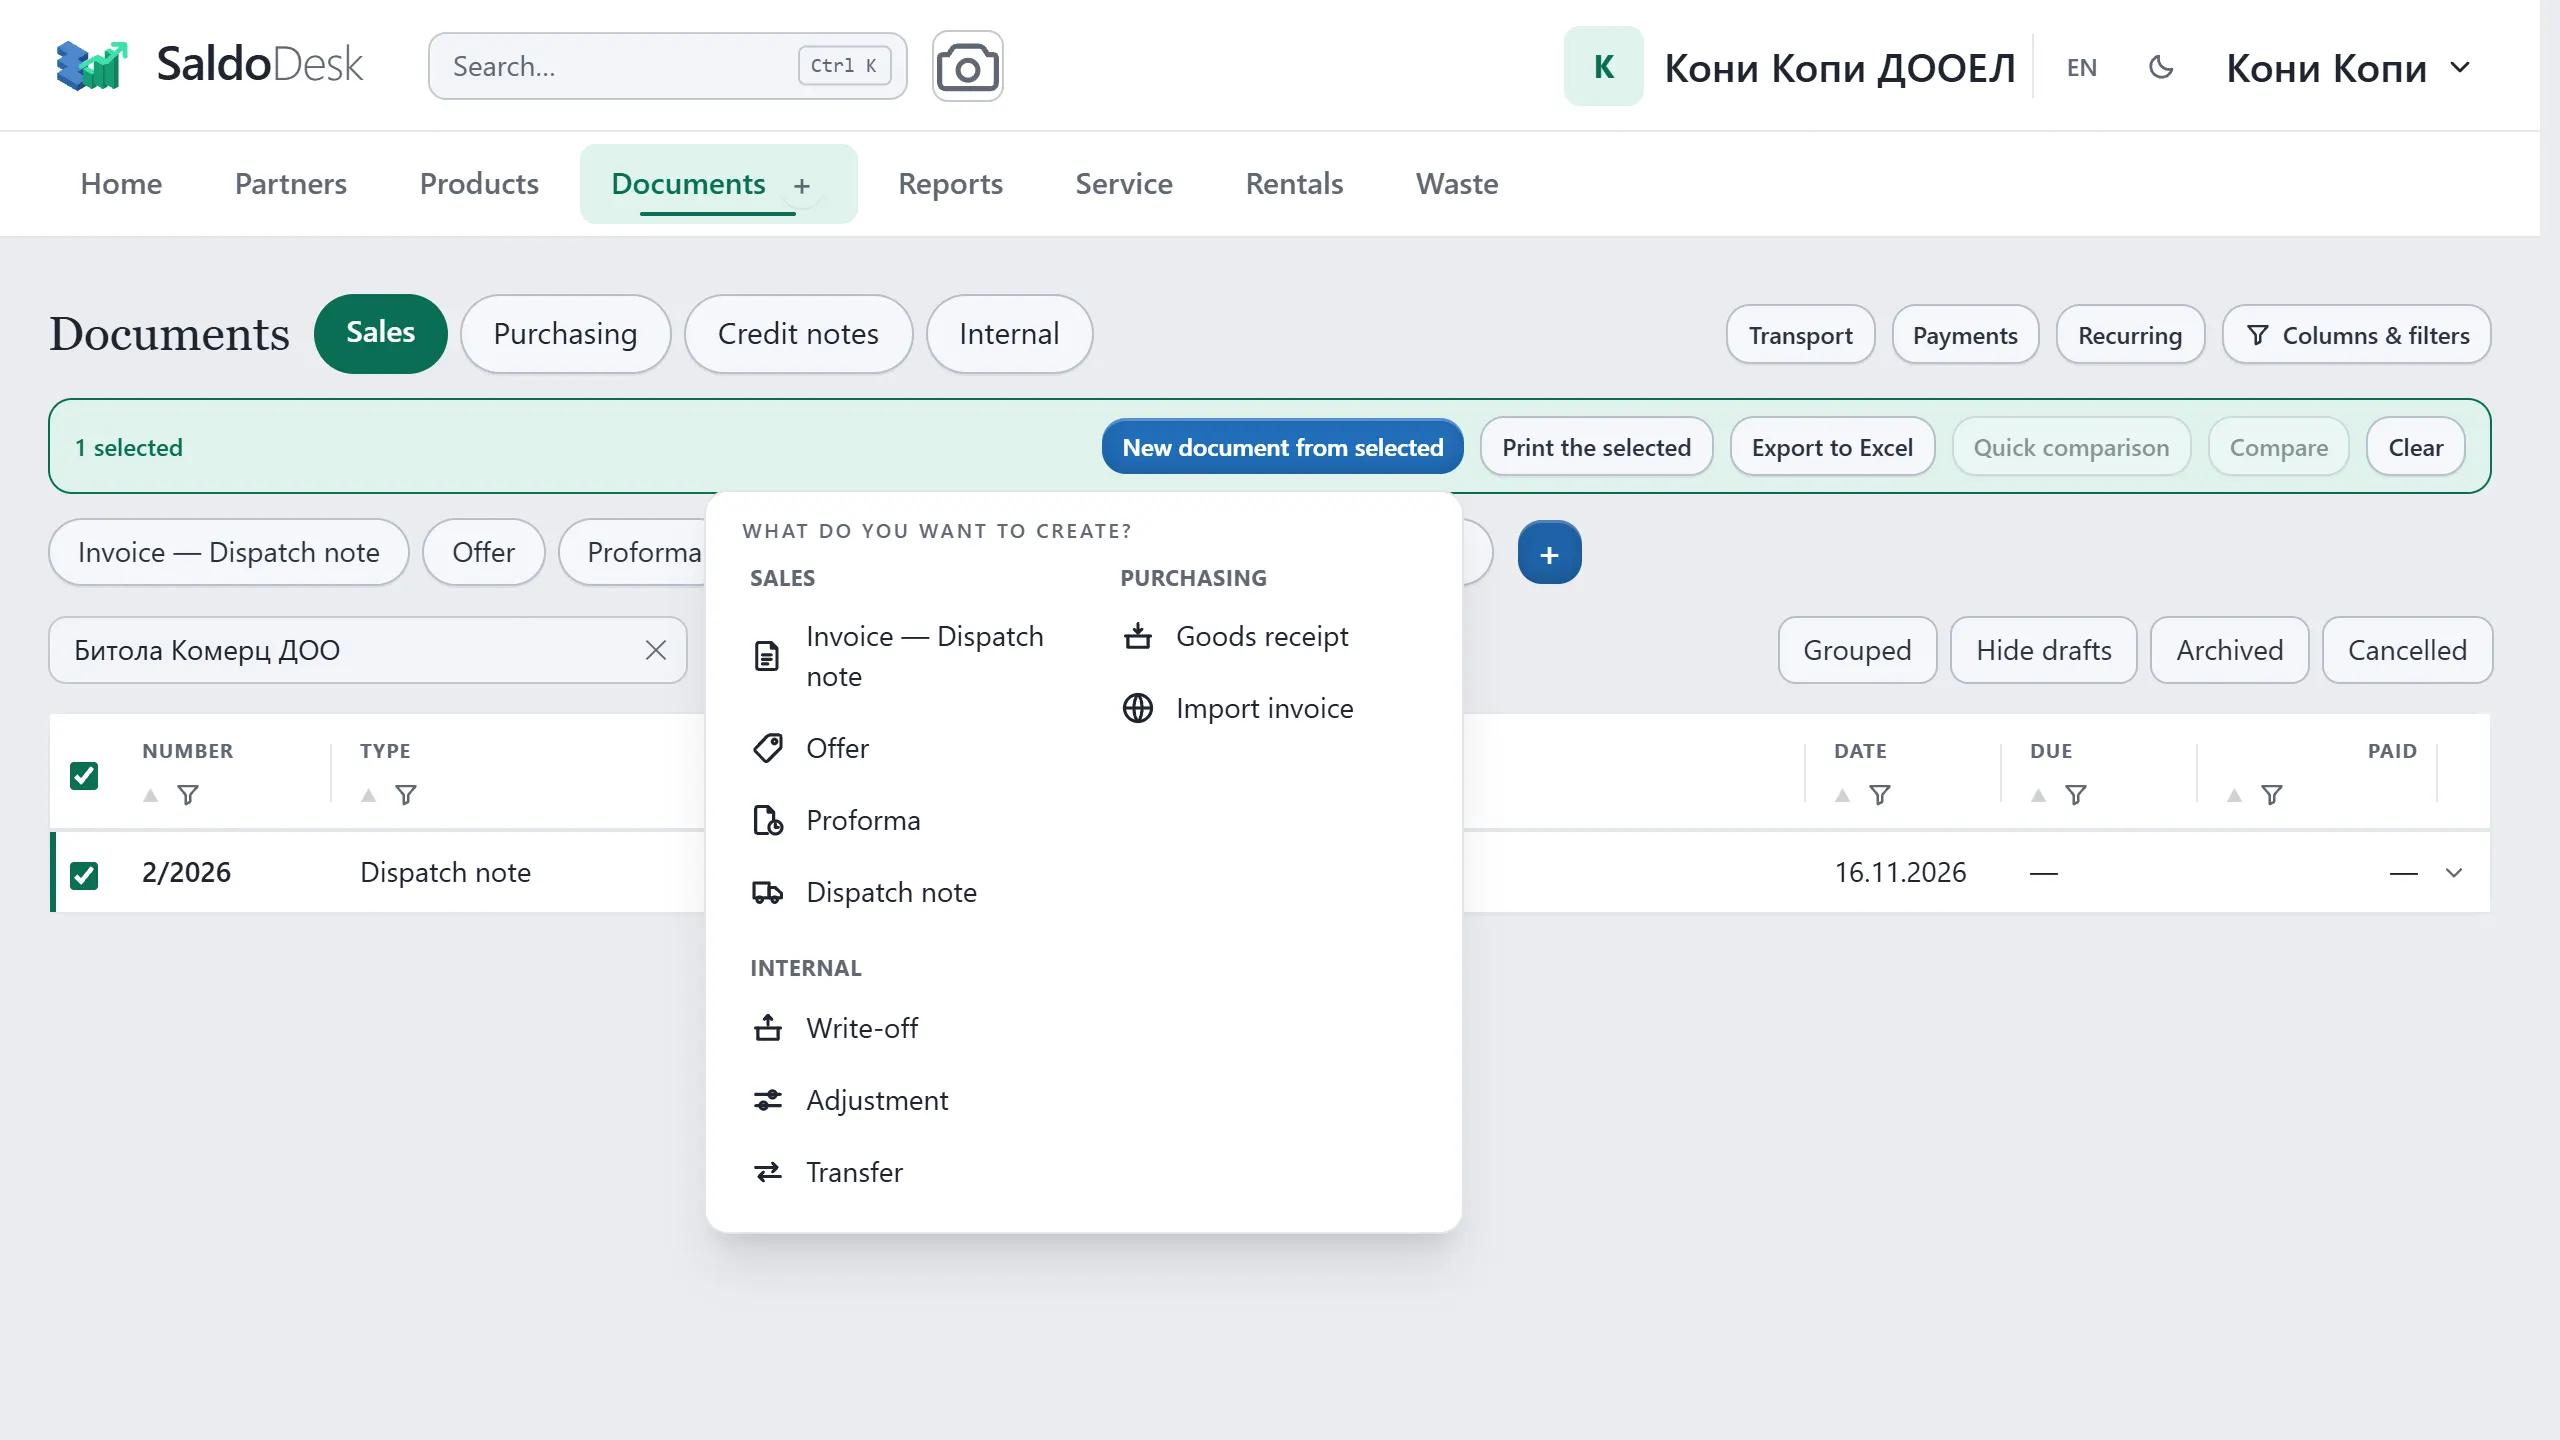 SaldoDesk
Search... Ctrl K
K Кони Копи ДООЕЛ EN Кони Копи
Home Partners Products Documents + Reports Service Rentals Waste
Documents Sales Purchasing Credit notes Internal Transport Payments Recurring Columns & filters
1 selected New document from selected Print the selected Export to Excel Quick comparison Compare Clear
Invoice — Dispatch note Offer Proforma +
WHAT DO YOU WANT TO CREATE?
SALES
Invoice — Dispatch
note
Offer
Proforma
Dispatch note
INTERNAL
Write-off
Adjustment
Transfer
PURCHASING
Goods receipt
Import invoice
Битола Комерц ДОО Grouped Hide drafts Archived Cancelled
NUMBER TYPE DATE DUE PAID
2/2026 Dispatch note 16.11.2026 — —